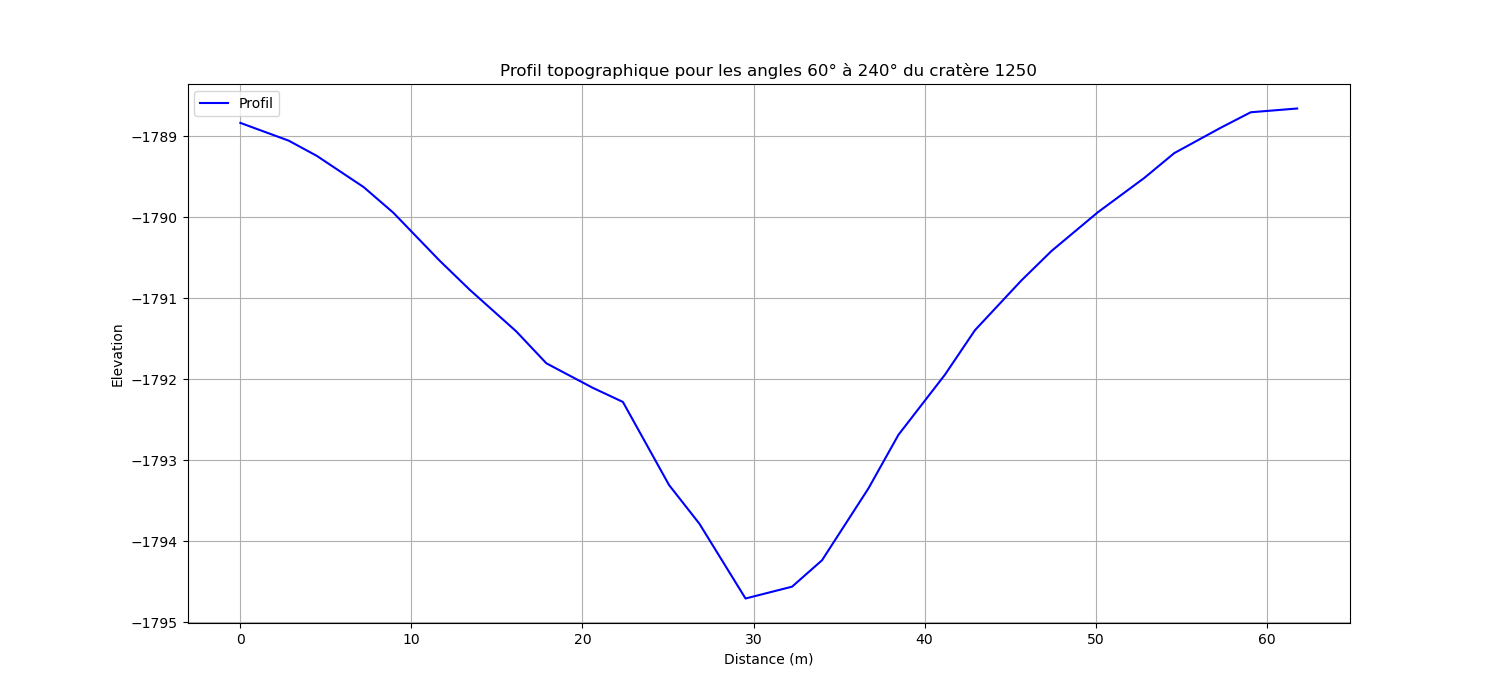 Profil topographique pour les angles 60° à 240° du cratère 1250
Profil
−1789
−1790
−1791
−1792
−1793
−1794
−1795
Elevation
0 10 20 30 40 50 60
Distance (m)